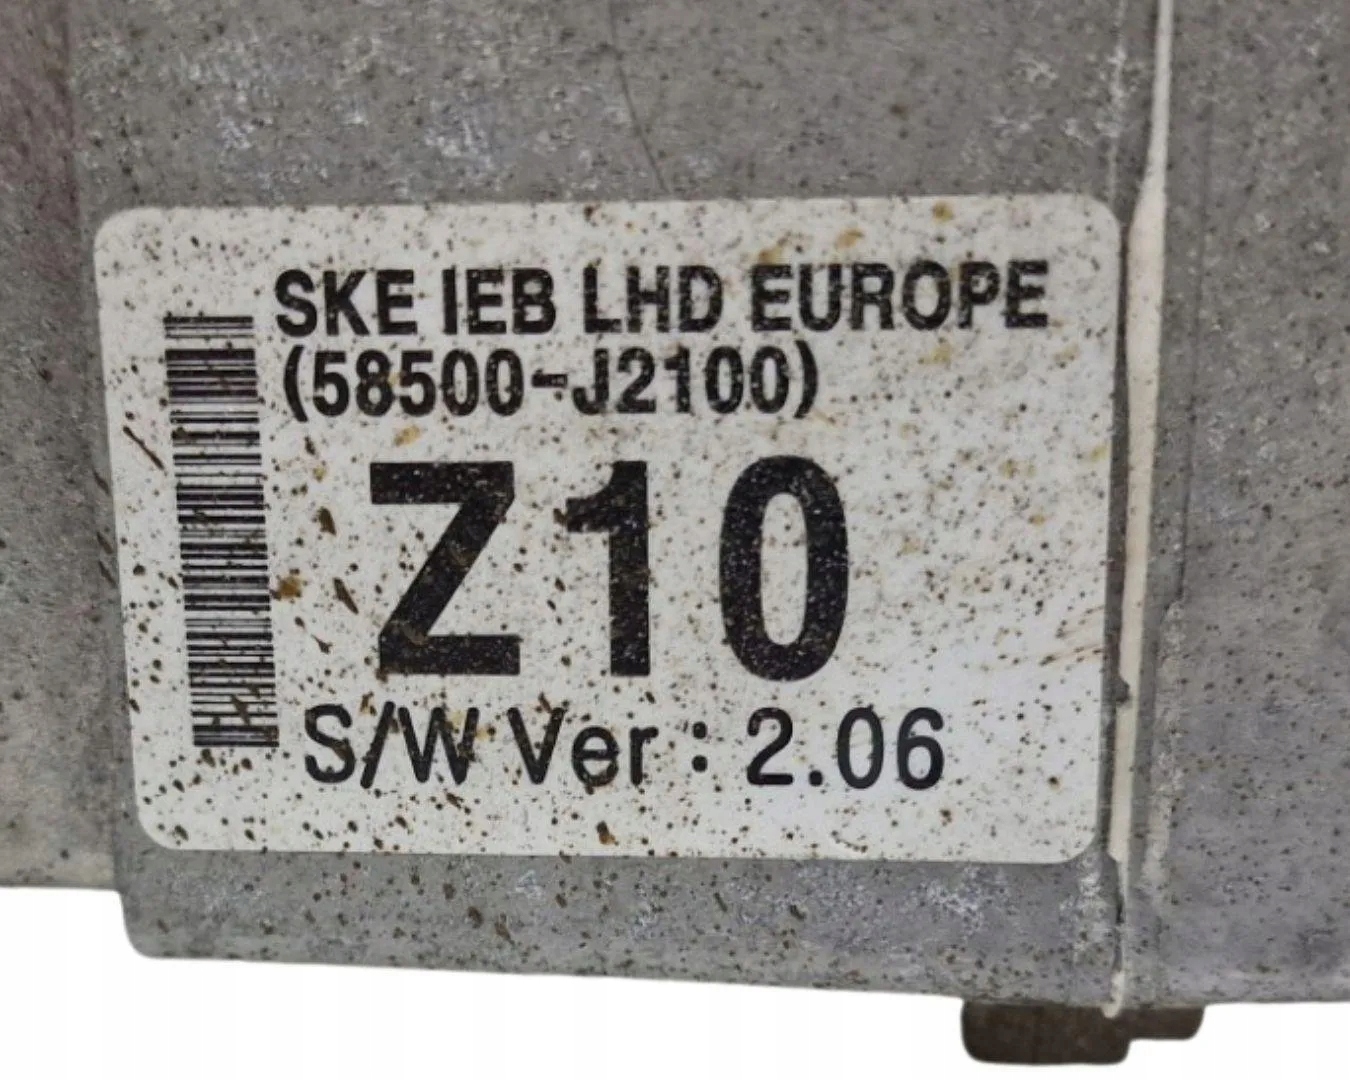 SKE IEB LHD EUROPE
(58500-J2100)
Z10
S/W Ver : 2.06